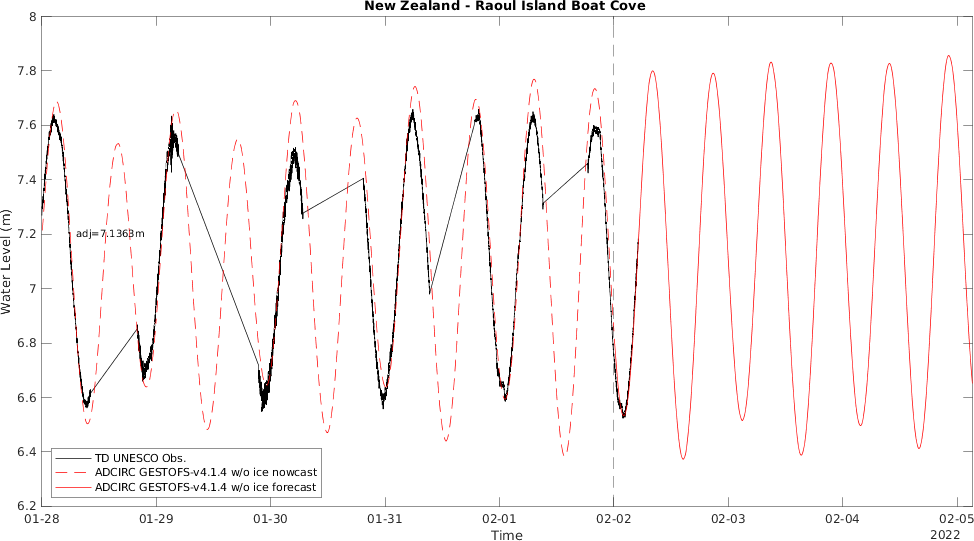 New Zealand - Raoul Island Boat Cove
8
7.8
7.6
7.4
7.2
7
6.8
6.6
6.4
6.2
Water Level (m)
adj=7.1363m
TD UNESCO Obs.
ADCIRC GESTOFS-v4.1.4 w/o ice nowcast
ADCIRC GESTOFS-v4.1.4 w/o ice forecast
01-28 01-29 01-30 01-31 02-01 02-02 02-03 02-04 02-05
Time
2022